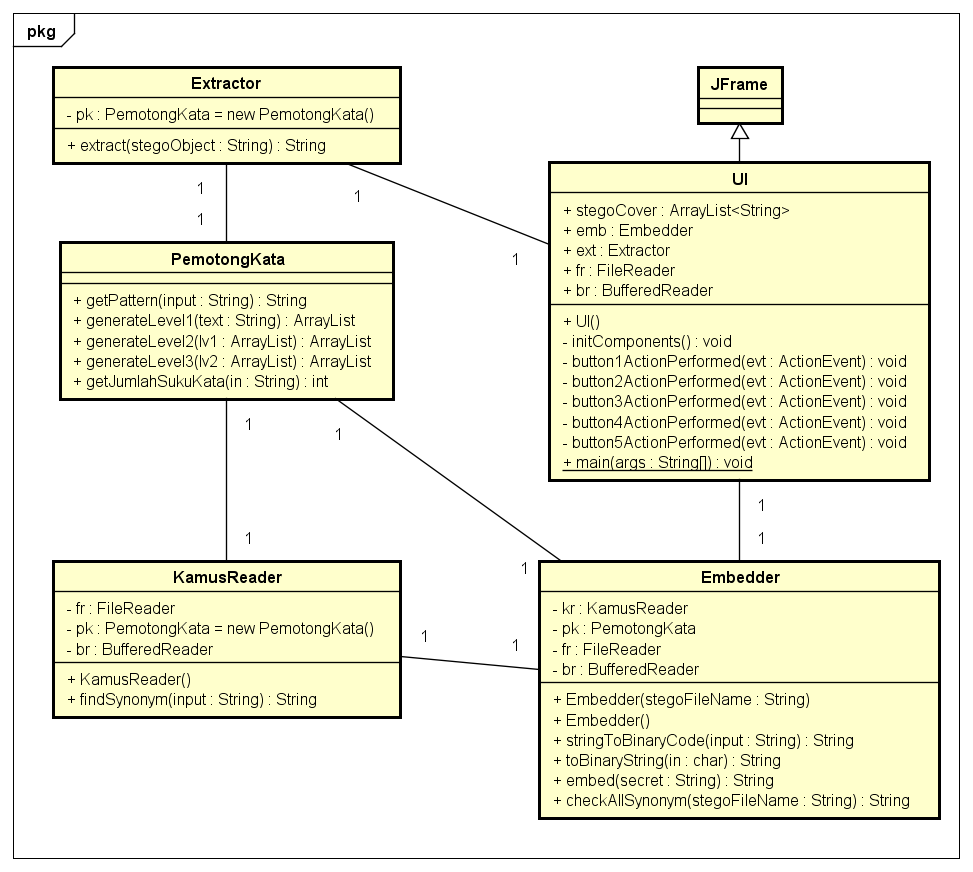 pkg
Extractor
- pk : PemotongKata = new PemotongKata()
+ extract(stegoObject : String) : String
JFrame
UI
+ stegoCover : ArrayList<String>
+ emb : Embedder
+ ext : Extractor
+ fr : FileReader
+ br : BufferedReader
+ UI()
- initComponents() : void
- button1ActionPerformed(evt : ActionEvent) : void
- button2ActionPerformed(evt : ActionEvent) : void
- button3ActionPerformed(evt : ActionEvent) : void
- button4ActionPerformed(evt : ActionEvent) : void
- button5ActionPerformed(evt : ActionEvent) : void
+ main(args : String[]) : void
1
1
1
1
PemotongKata
+ getPattern(input : String) : String
+ generateLevel1(text : String) : ArrayList
+ generateLevel2(lv1 : ArrayList) : ArrayList
+ generateLevel3(lv2 : ArrayList) : ArrayList
+ getJumlahSukuKata(in : String) : int
1
1
1
1
1
1
KamusReader
- fr : FileReader
- pk : PemotongKata = new PemotongKata()
- br : BufferedReader
+ KamusReader()
+ findSynonym(input : String) : String
1
1
Embedder
- kr : KamusReader
- pk : PemotongKata
- fr : FileReader
- br : BufferedReader
+ Embedder(stegoFileName : String)
+ Embedder()
+ stringToBinaryCode(input : String) : String
+ toBinaryString(in : char) : String
+ embed(secret : String) : String
+ checkAllSynonym(stegoFileName : String) : String